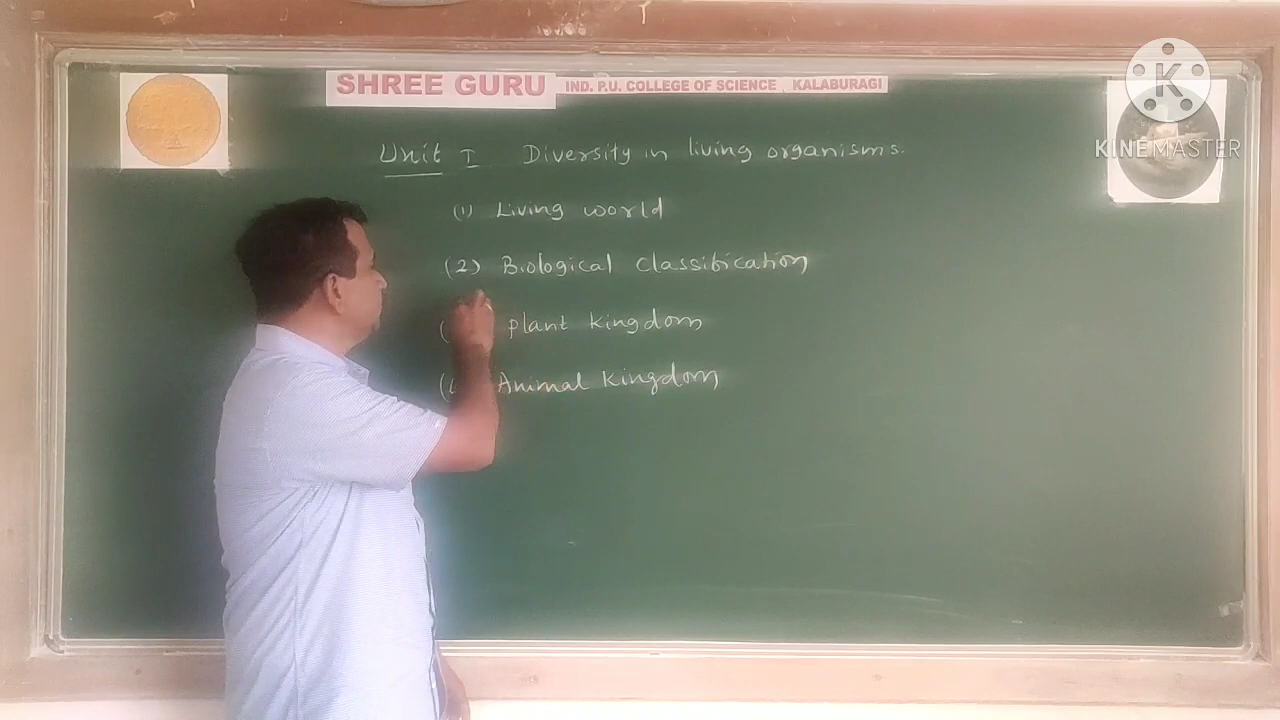 SHREE GURU IND. P.U. COLLEGE OF SCIENCE, KALABURAGI
K
KINEMASTER
Unit I Diversity in living organisms.
(1) Living world
(2) Biological Classification
( plant kingdom
( Animal Kingdom